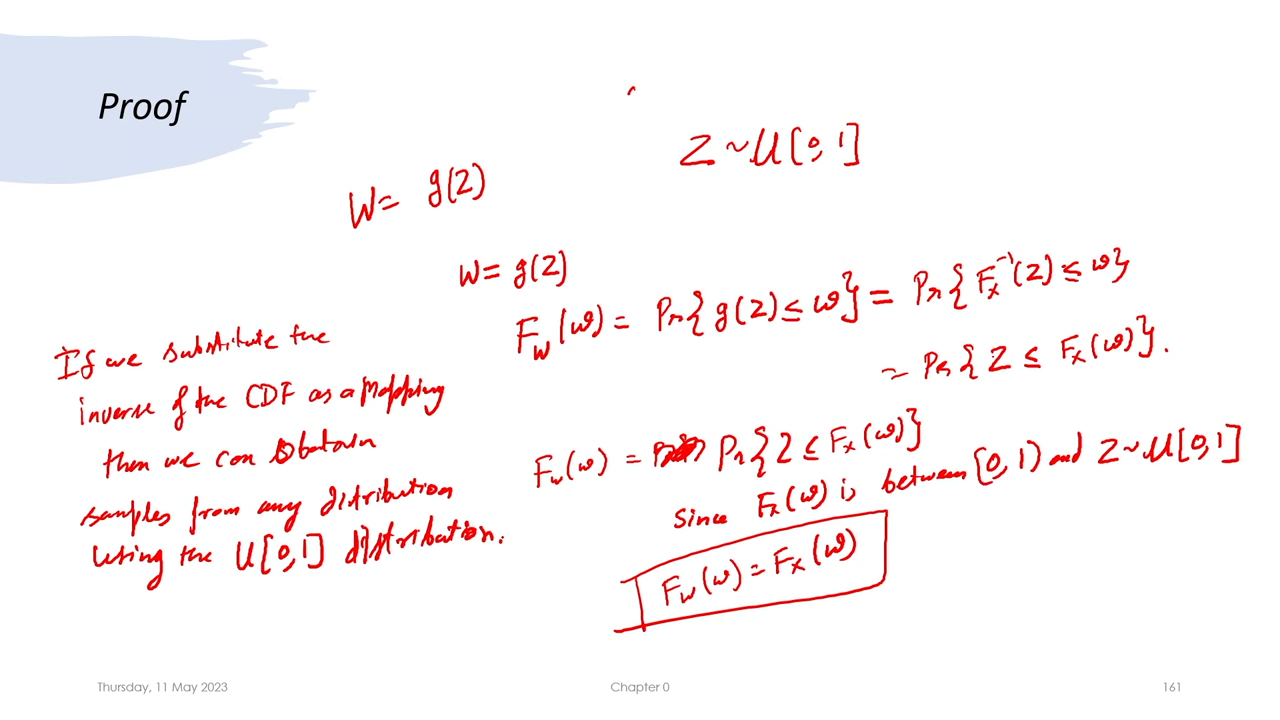 Proof
Z ~ U[0, 1]
W = g(Z)
W = g(Z)
F_W(ω) = Pr{g(Z) ≤ ω} = Pr{F_X^{-1}(Z) ≤ ω}
= Pr{Z ≤ F_X(ω)}.
If we substitute the
inverse of the CDF as a Mapping
then we can Obatain
samples from any distribution
using the U[0, 1] distribution.
F_W(ω) = Pr{Z ≤ F_X(ω)}
since F_X(ω) is between [0, 1) and Z ~ U[0, 1]
F_W(ω) = F_X(ω)
Thursday, 11 May 2023
Chapter 0
161